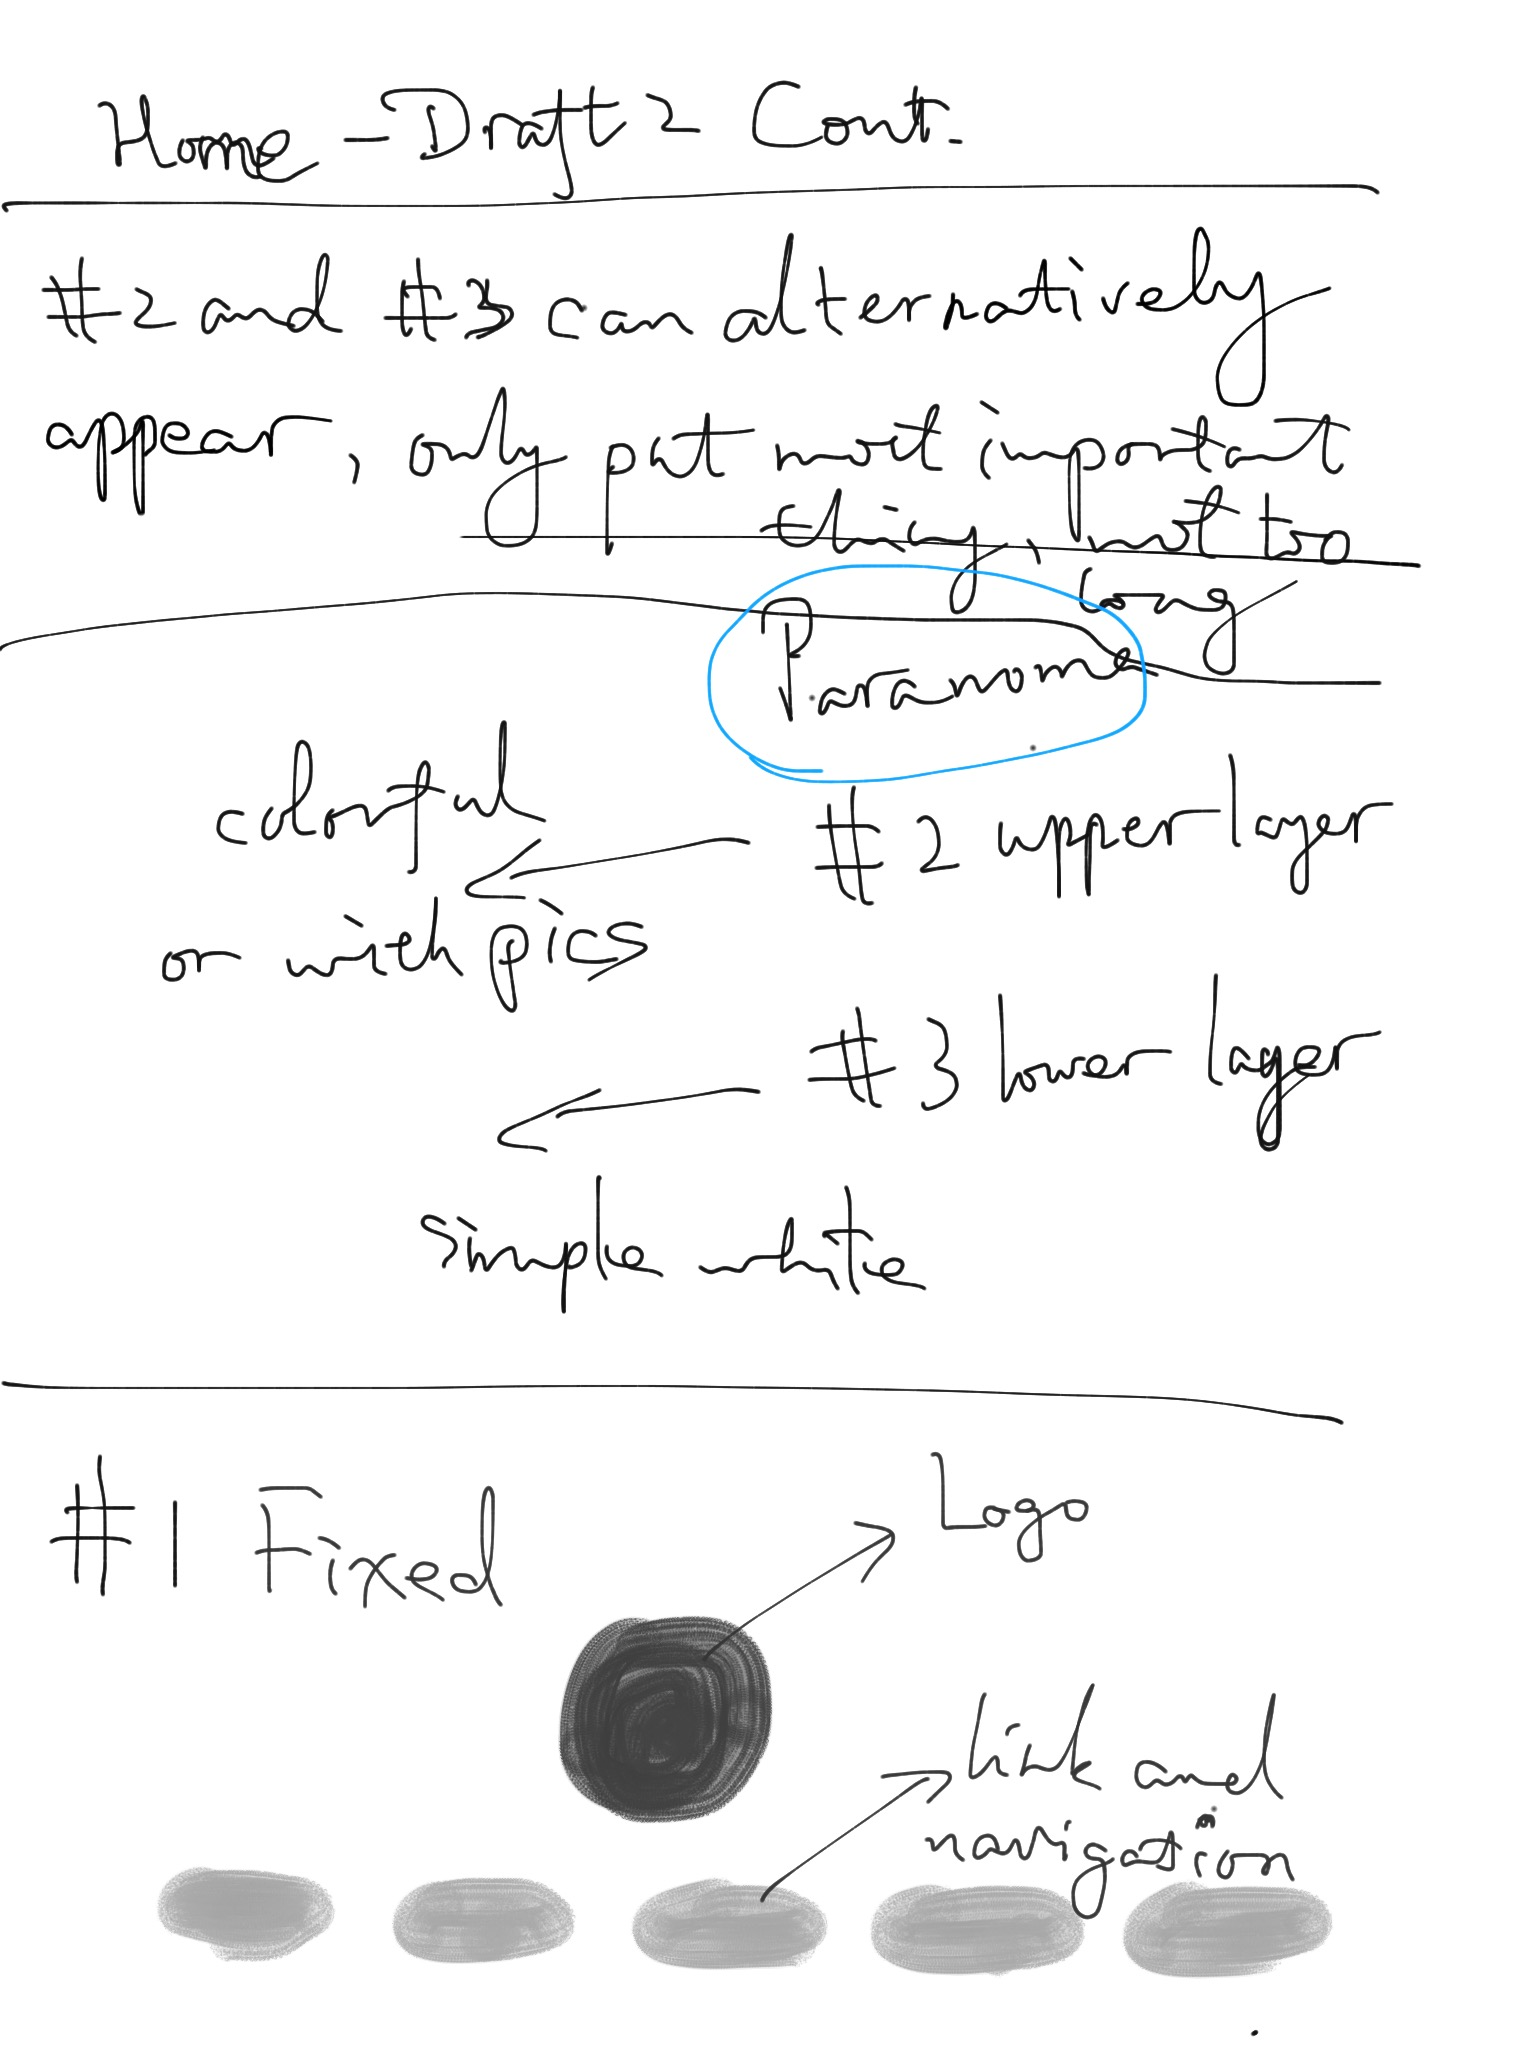 Home - Draft 2 Cont.
#2 and #3 can alternatively
appear, only put most important
thing, not too
long
Paranome
colorful
#2 upper layer
or with pics
#3 lower layer
simple white
#1 Fixed
Logo
link and
navigation